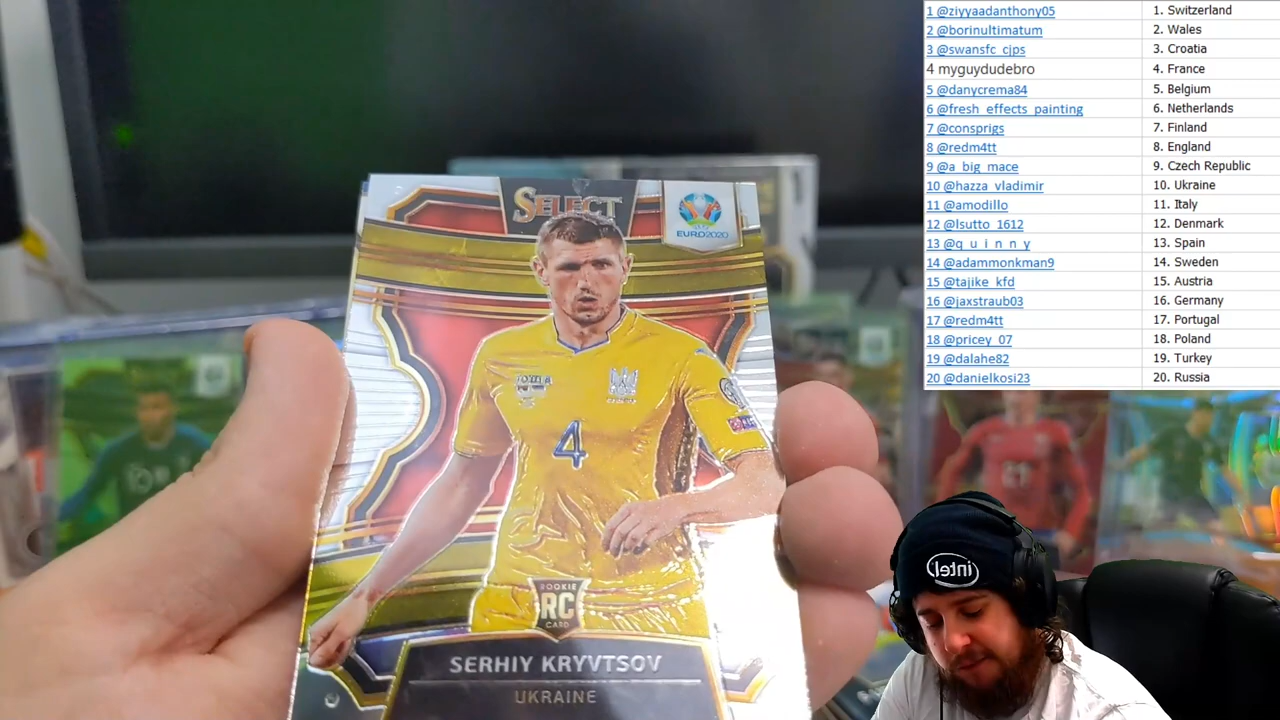 SELECT
EURO2020
4
ROOKIE
RC
CARD
SERHIY KRYVTSOV
UKRAINE
1 @ziyyaadanthony05 1. Switzerland
2 @borinultimatum 2. Wales
3 @swansfc_cjps 3. Croatia
4 myguydudebro 4. France
5 @danycrema84 5. Belgium
6 @fresh_effects_painting 6. Netherlands
7 @consprigs 7. Finland
8 @redm4tt 8. England
9 @a_big_mace 9. Czech Republic
10 @hazza_vladimir 10. Ukraine
11 @amodillo 11. Italy
12 @lsutto_1612 12. Denmark
13 @q_u_i_n_n_y 13. Spain
14 @adammonkman9 14. Sweden
15 @tajike_kfd 15. Austria
16 @jaxstraub03 16. Germany
17 @redm4tt 17. Portugal
18 @pricey_07 18. Poland
19 @dalahe82 19. Turkey
20 @danielkosi23 20. Russia
intel